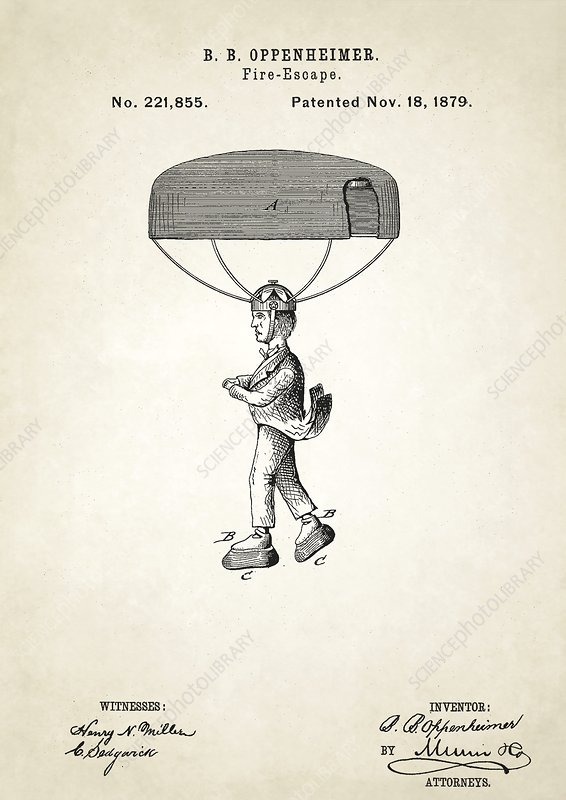 B. B. OPPENHEIMER.
Fire-Escape.
No. 221,855. Patented Nov. 18, 1879.
A
B
B
C
C
WITNESSES:
Henry N. Miller
C. Sedgwick
INVENTOR:
B. B. Oppenheimer
BY Munn & Co
ATTORNEYS.
SCIENCEphotoLIBRARY